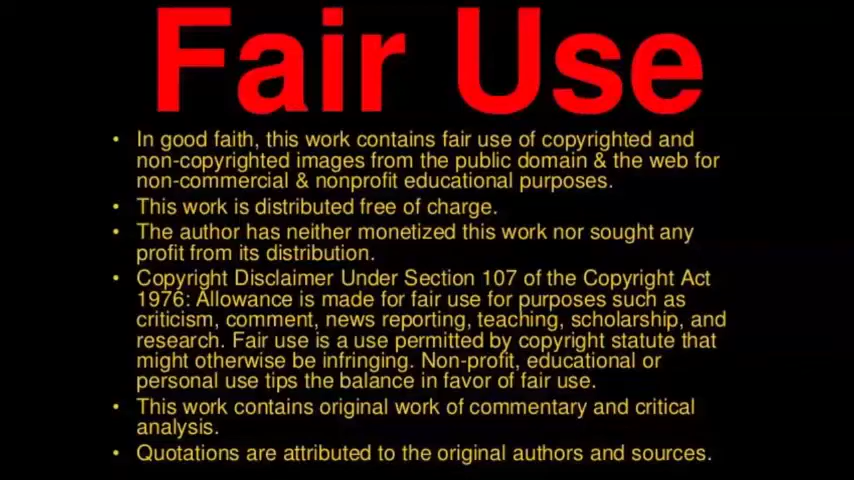 Fair Use
• In good faith, this work contains fair use of copyrighted and
non-copyrighted images from the public domain & the web for
non-commercial & nonprofit educational purposes.
• This work is distributed free of charge.
• The author has neither monetized this work nor sought any
profit from its distribution.
• Copyright Disclaimer Under Section 107 of the Copyright Act
1976: Allowance is made for fair use for purposes such as
criticism, comment, news reporting, teaching, scholarship, and
research. Fair use is a use permitted by copyright statute that
might otherwise be infringing. Non-profit, educational or
personal use tips the balance in favor of fair use.
• This work contains original work of commentary and critical
analysis.
• Quotations are attributed to the original authors and sources.